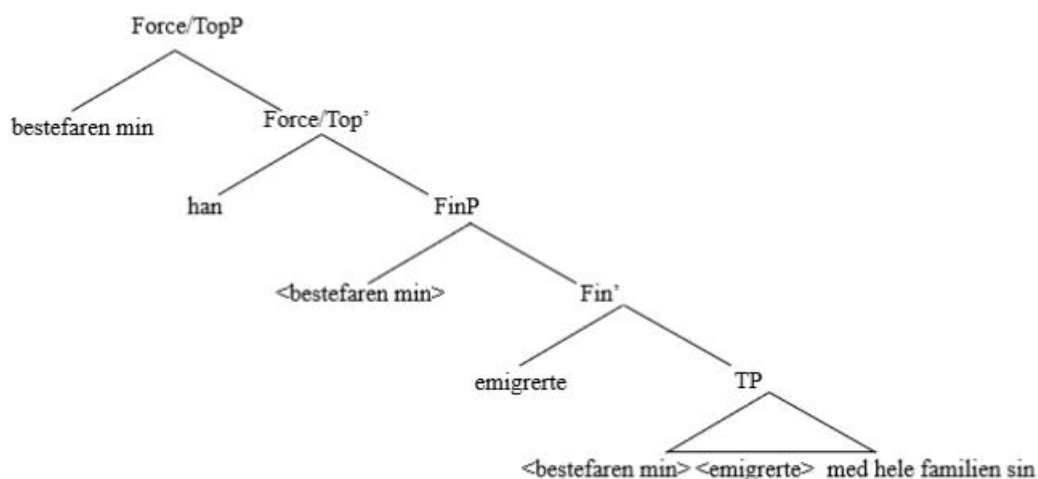 Force/TopP
bestefaren min
Force/Top’
han
FinP
<bestefaren min>
Fin’
emigrerte
TP
<bestefaren min> <emigrerte> med hele familien sin